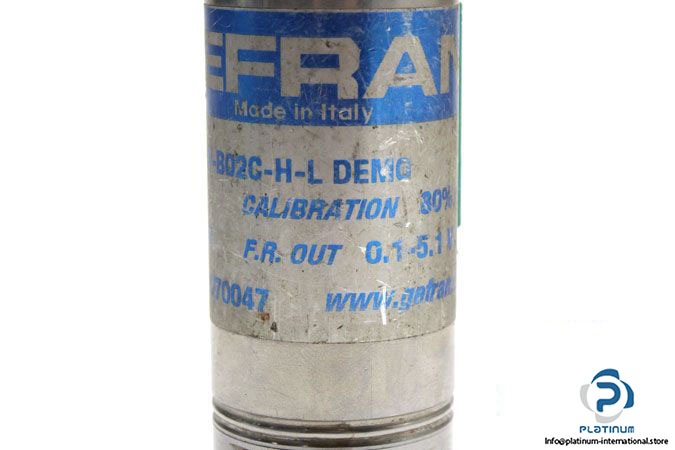 EFRAN
Made in Italy
-B02C-H-L DEMO
CALIBRATION 80%
F.R. OUT 0.1-5.1
70047 www.gefran.
PLATINUM
Info@platinum-international.store